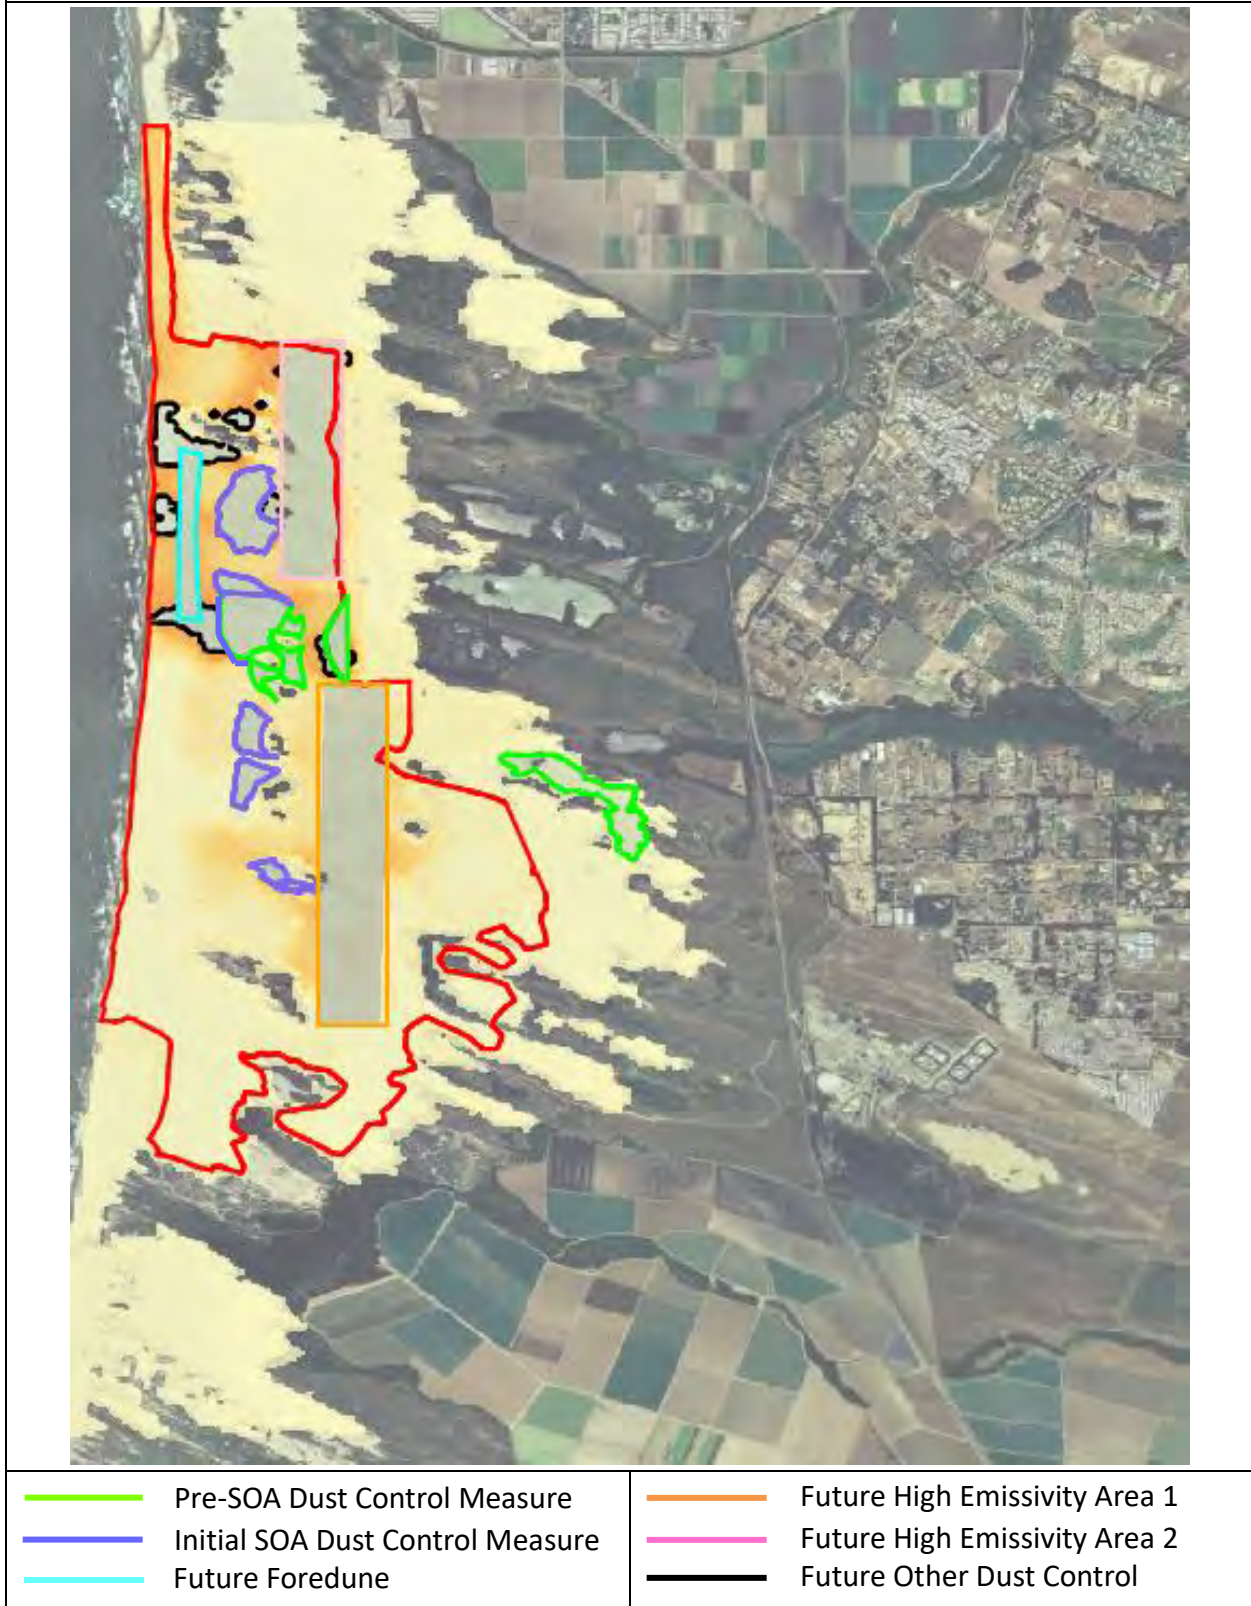 Pre-SOA Dust Control Measure
Initial SOA Dust Control Measure
Future Foredune
Future High Emissivity Area 1
Future High Emissivity Area 2
Future Other Dust Control